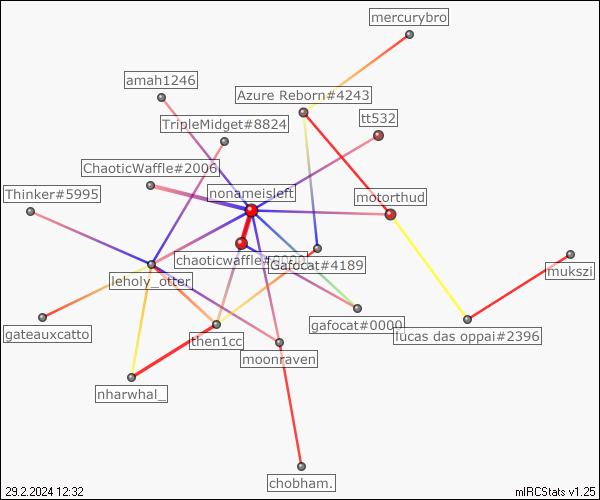 mercurybro
amah1246
Azure Reborn#4243
tt532
TripleMidget#8824
ChaoticWaffle#2006
Thinker#5995
nonameisleft
motorthud
chaoticwaffle#0000
Gafocat#4189
mukszi
leholy_otter
gafocat#0000
gateauxcatto
then1cc
lucas das oppai#2396
moonraven
nharwhal_
chobham.
29.2.2024 12:32
mIRCStats v1.25